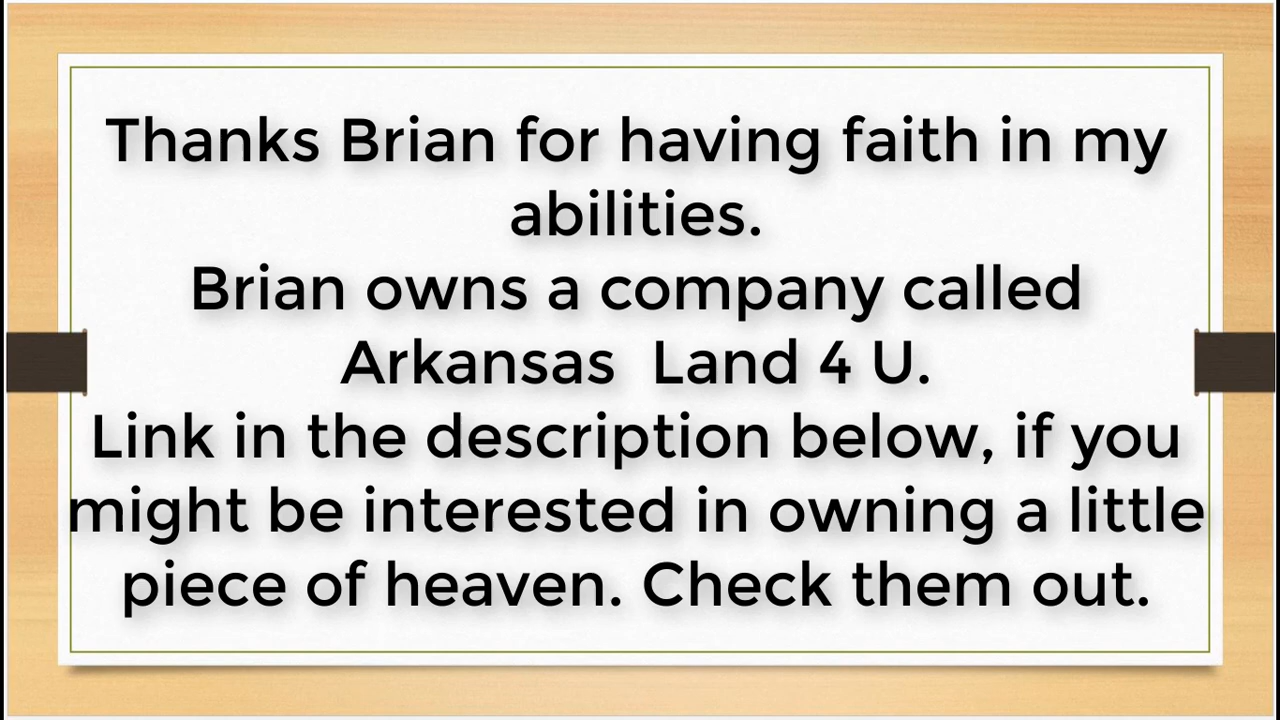 Thanks Brian for having faith in my
abilities.
Brian owns a company called
Arkansas  Land 4 U.
Link in the description below, if you
might be interested in owning a little
piece of heaven. Check them out.